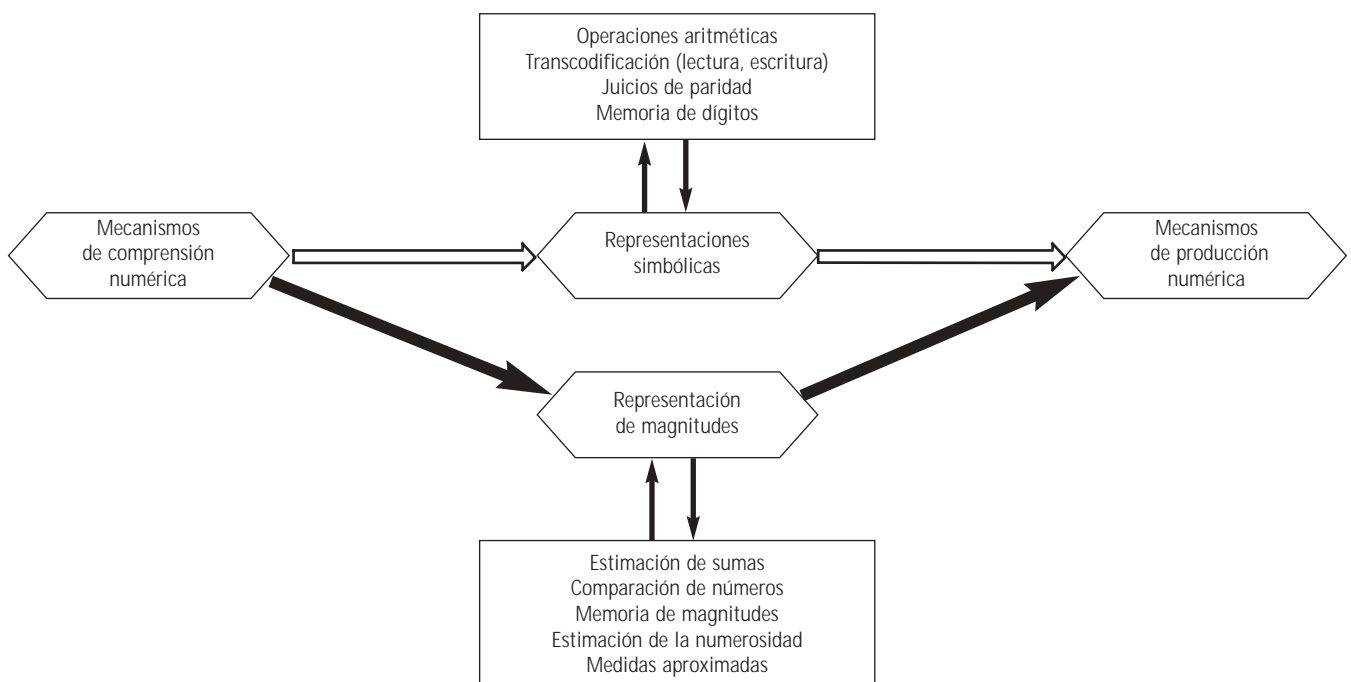 Operaciones aritméticas
Transcodificación (lectura, escritura)
Juicios de paridad
Memoria de dígitos
Mecanismos
de comprensión
numérica
Representaciones
simbólicas
Mecanismos
de producción
numérica
Representación
de magnitudes
Estimación de sumas
Comparación de números
Memoria de magnitudes
Estimación de la numerosidad
Medidas aproximadas